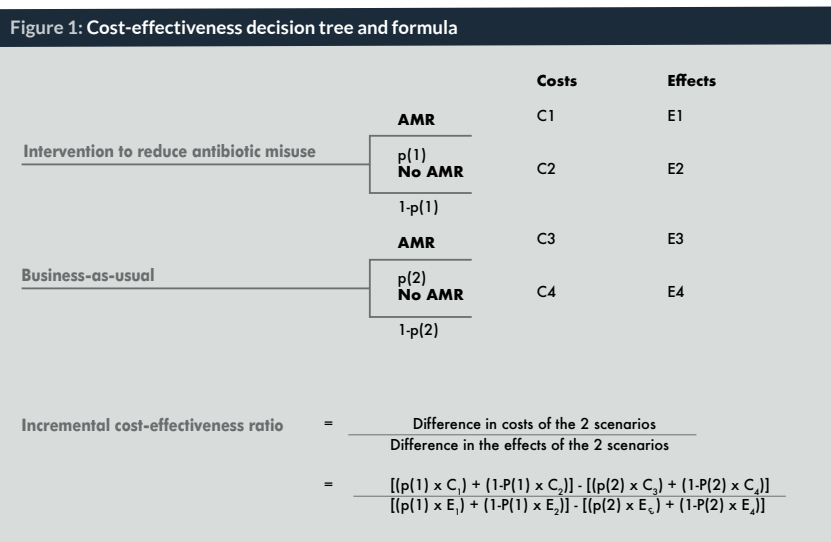 Figure 1: Cost-effectiveness decision tree and formula
Costs Effects
AMR C1 E1
Intervention to reduce antibiotic misuse
p(1)
No AMR C2 E2
1-p(1)
AMR C3 E3
Business-as-usual
p(2)
No AMR C4 E4
1-p(2)
Incremental cost-effectiveness ratio = Difference in costs of the 2 scenarios
Difference in the effects of the 2 scenarios
= [(p(1) x C₁) + (1-P(1) x C₂)] - [(p(2) x C₃) + (1-P(2) x C₄)]
[(p(1) x E₁) + (1-P(1) x E₂)] - [(p(2) x E) + (1-P(2) x E₄)]